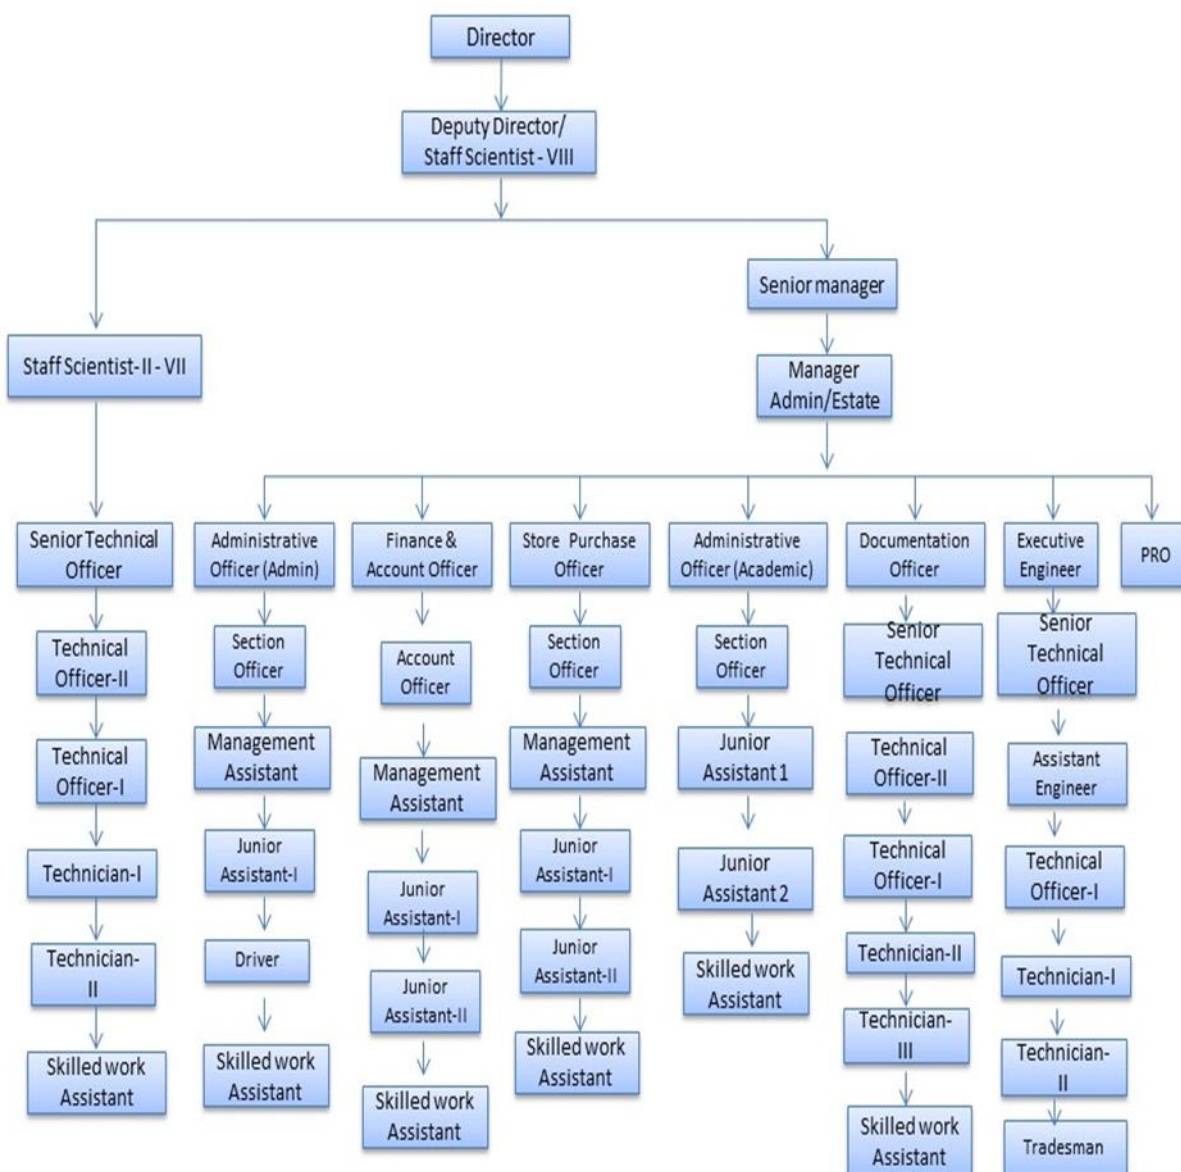 Director
Deputy Director/
Staff Scientist - VIII
Senior manager
Staff Scientist- II - VII
Manager
Admin/Estate
Senior Technical
Officer
Technical
Officer-II
Technical
Officer-I
Technician-I
Technician-
II
Skilled work
Assistant
Administrative
Officer (Admin)
Section
Officer
Management
Assistant
Junior
Assistant-I
Driver
Skilled work
Assistant
Finance &
Account Officer
Account
Officer
Management
Assistant
Junior
Assistant-I
Junior
Assistant-II
Skilled work
Assistant
Store Purchase
Officer
Section
Officer
Management
Assistant
Junior
Assistant-I
Junior
Assistant-II
Skilled work
Assistant
Administrative
Officer (Academic)
Section
Officer
Junior
Assistant 1
Junior
Assistant 2
Skilled work
Assistant
Documentation
Officer
Senior
Technical
Officer
Technical
Officer-II
Technical
Officer-I
Technician-II
Technician-
III
Skilled work
Assistant
Executive
Engineer
Senior
Technical
Officer
Assistant
Engineer
Technical
Officer-I
Technician-I
Technician-
II
Tradesman
PRO